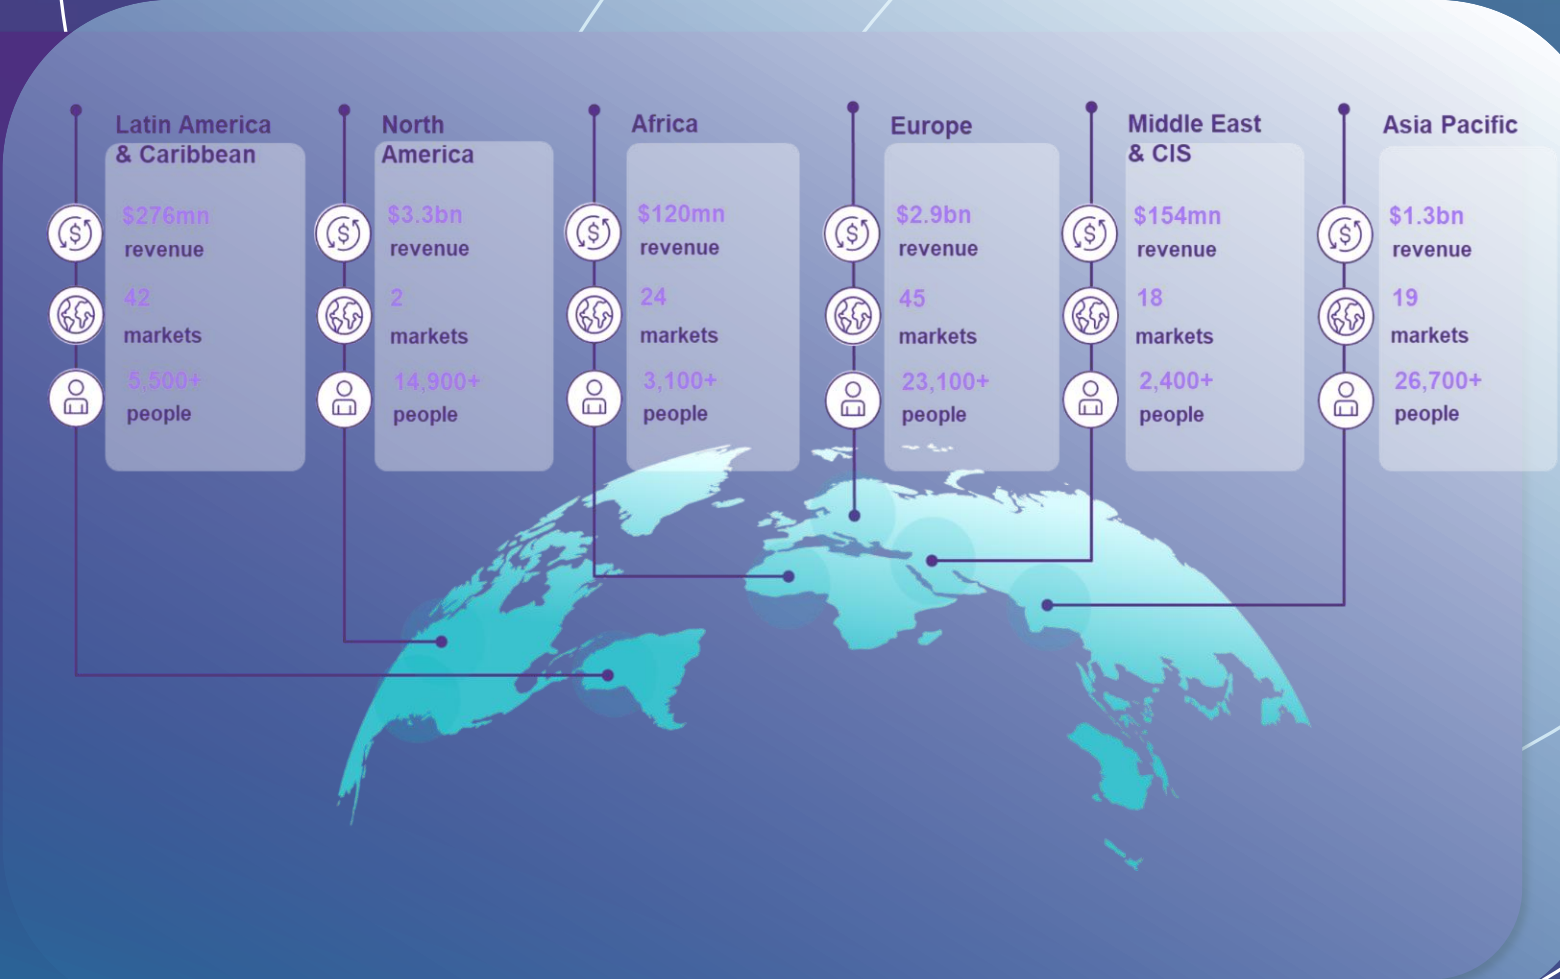 Latin America
& Caribbean
$276mn
revenue
42
markets
5,500+
people
North
America
$3.3bn
revenue
2
markets
14,900+
people
Africa
$120mn
revenue
24
markets
3,100+
people
Europe
$2.9bn
revenue
45
markets
23,100+
people
Middle East
& CIS
$154mn
revenue
18
markets
2,400+
people
Asia Pacific
$1.3bn
revenue
19
markets
26,700+
people